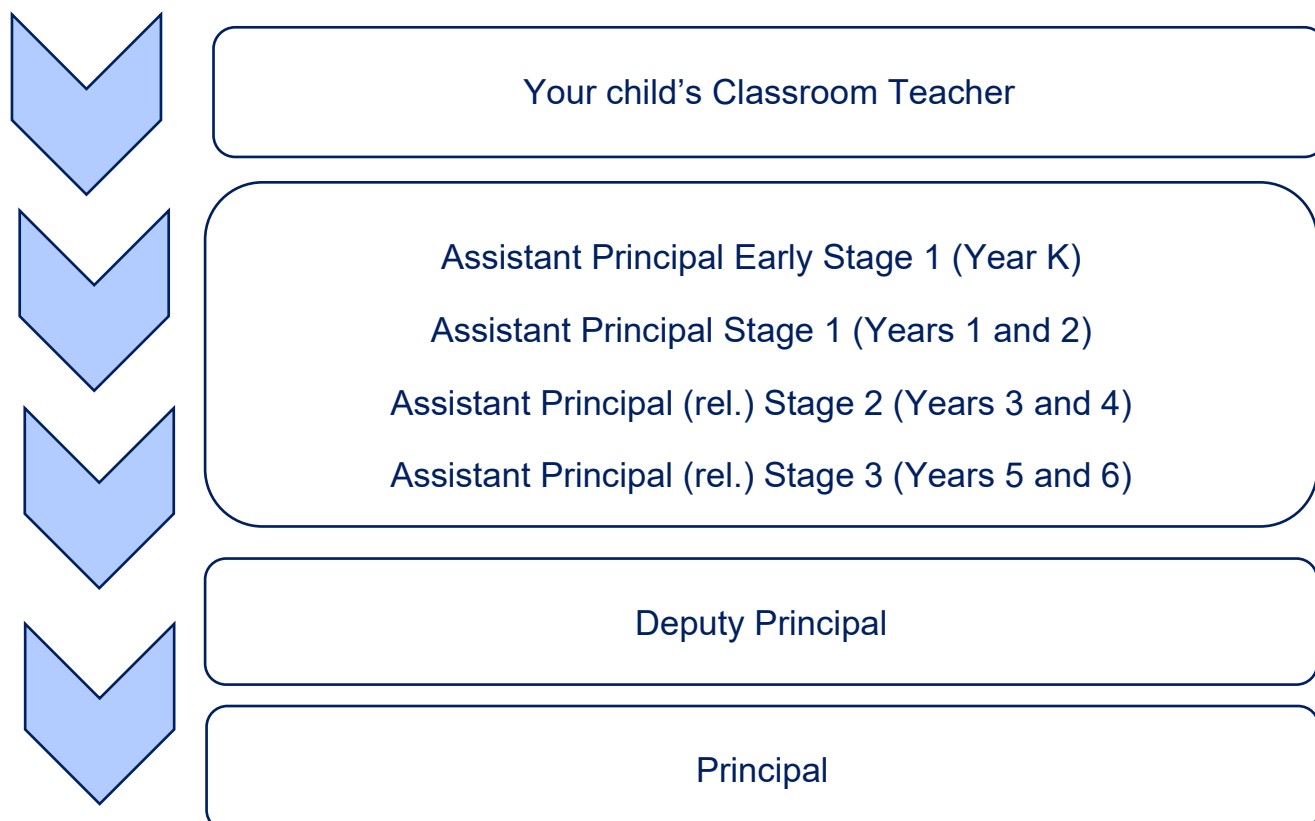 Your child’s Classroom Teacher
Assistant Principal Early Stage 1 (Year K)
Assistant Principal Stage 1 (Years 1 and 2)
Assistant Principal (rel.) Stage 2 (Years 3 and 4)
Assistant Principal (rel.) Stage 3 (Years 5 and 6)
Deputy Principal
Principal